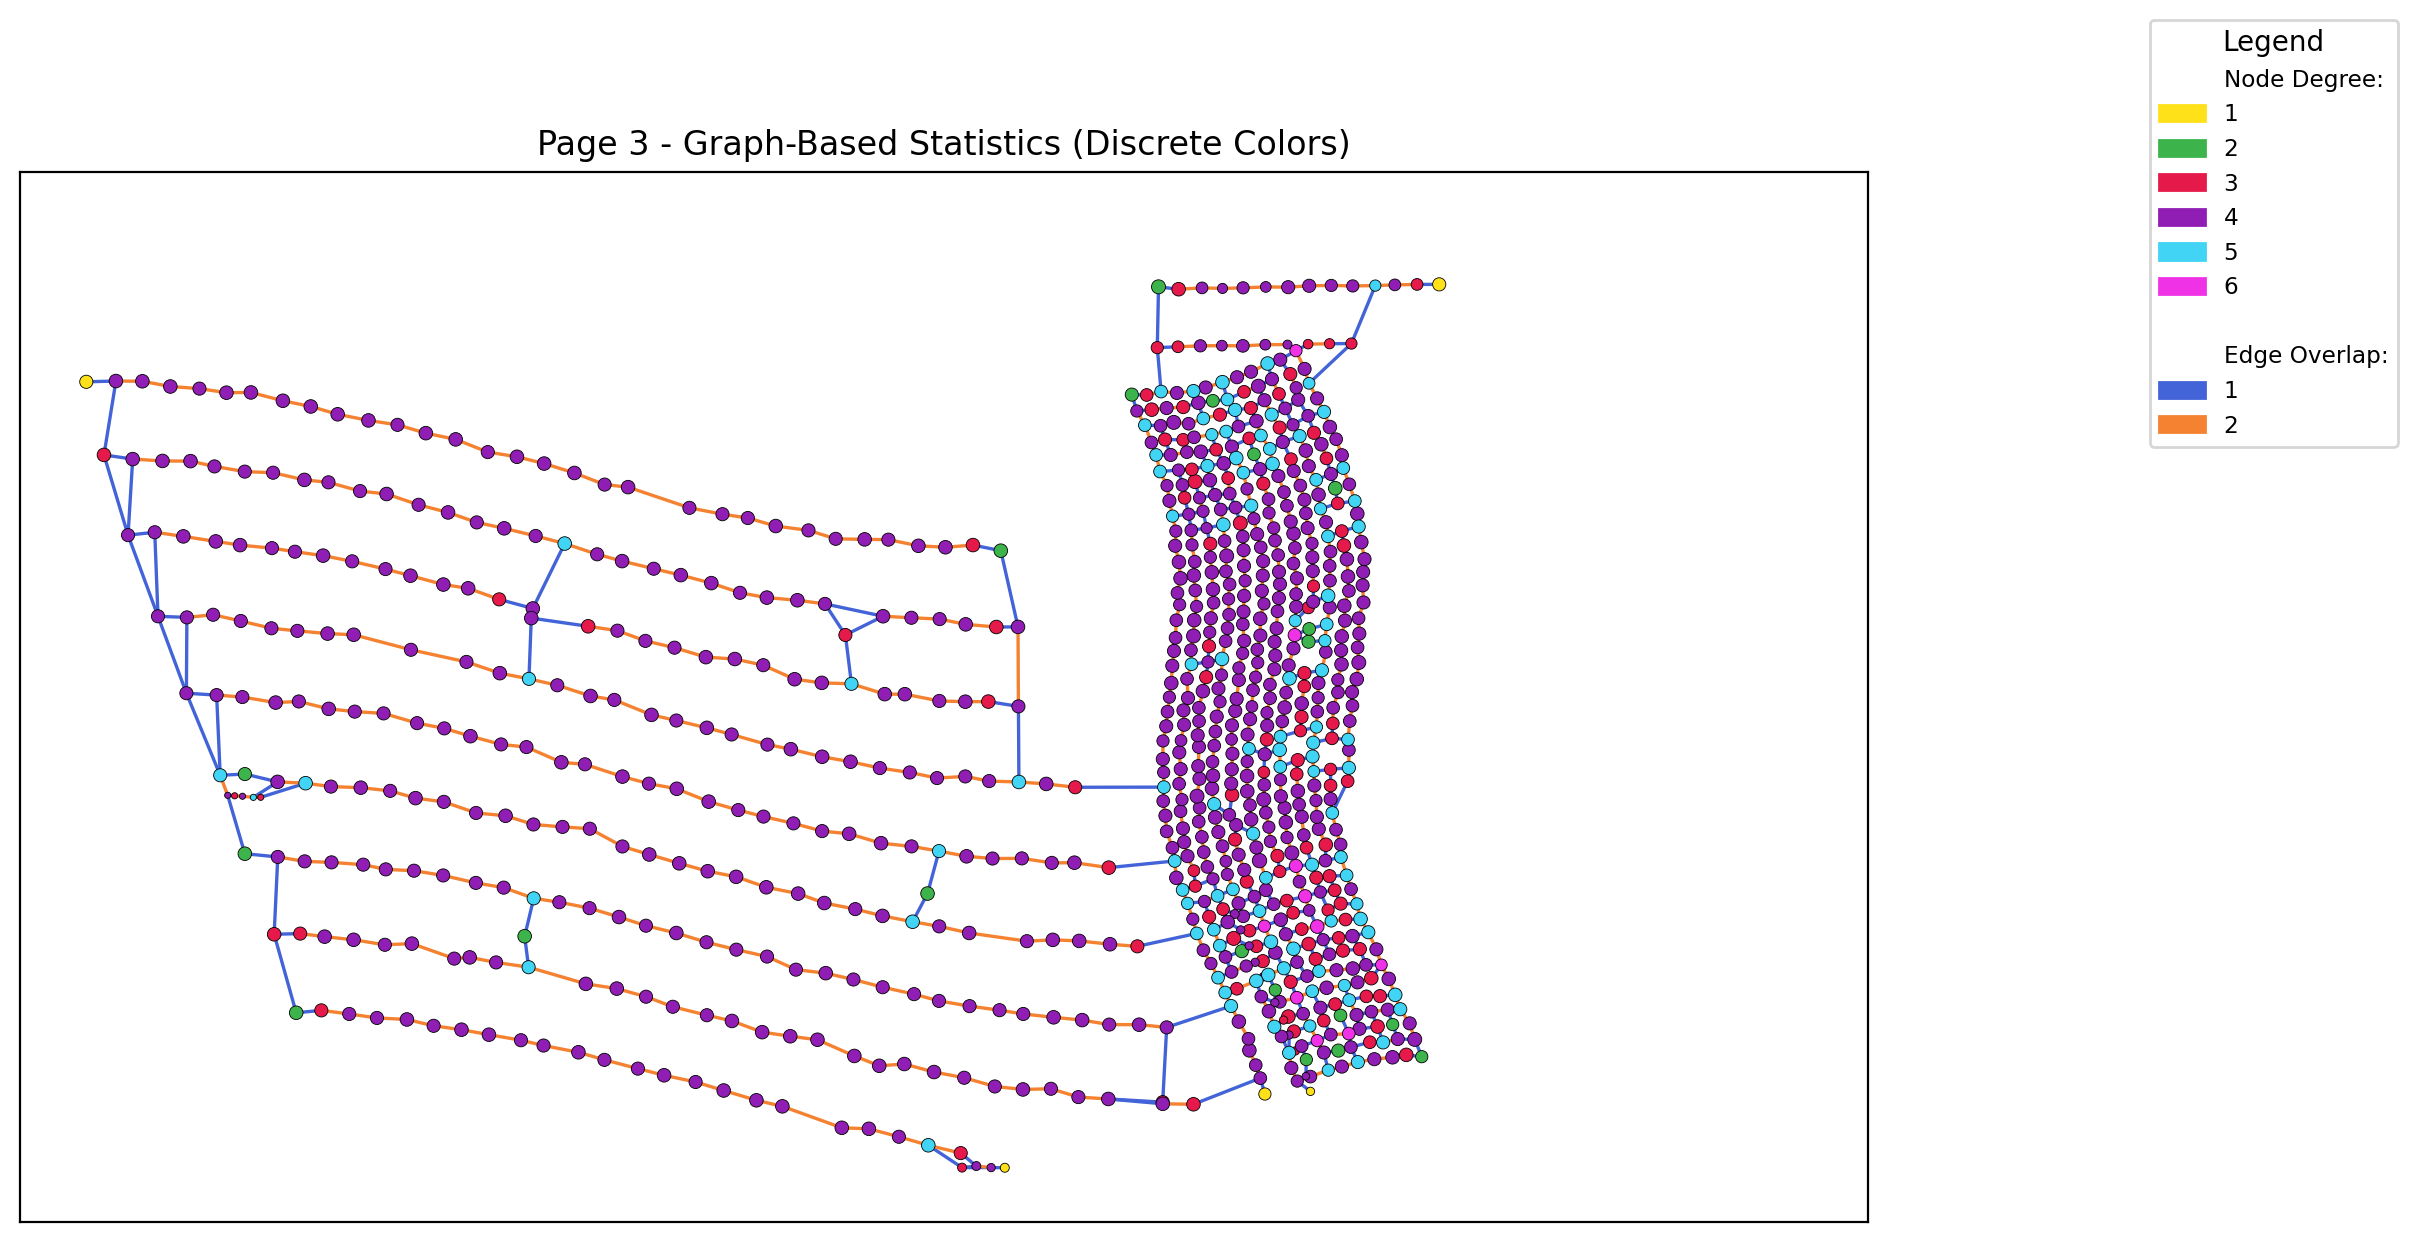 Page 3 - Graph-Based Statistics (Discrete Colors)
Legend
Node Degree:
1
2
3
4
5
6
Edge Overlap:
1
2